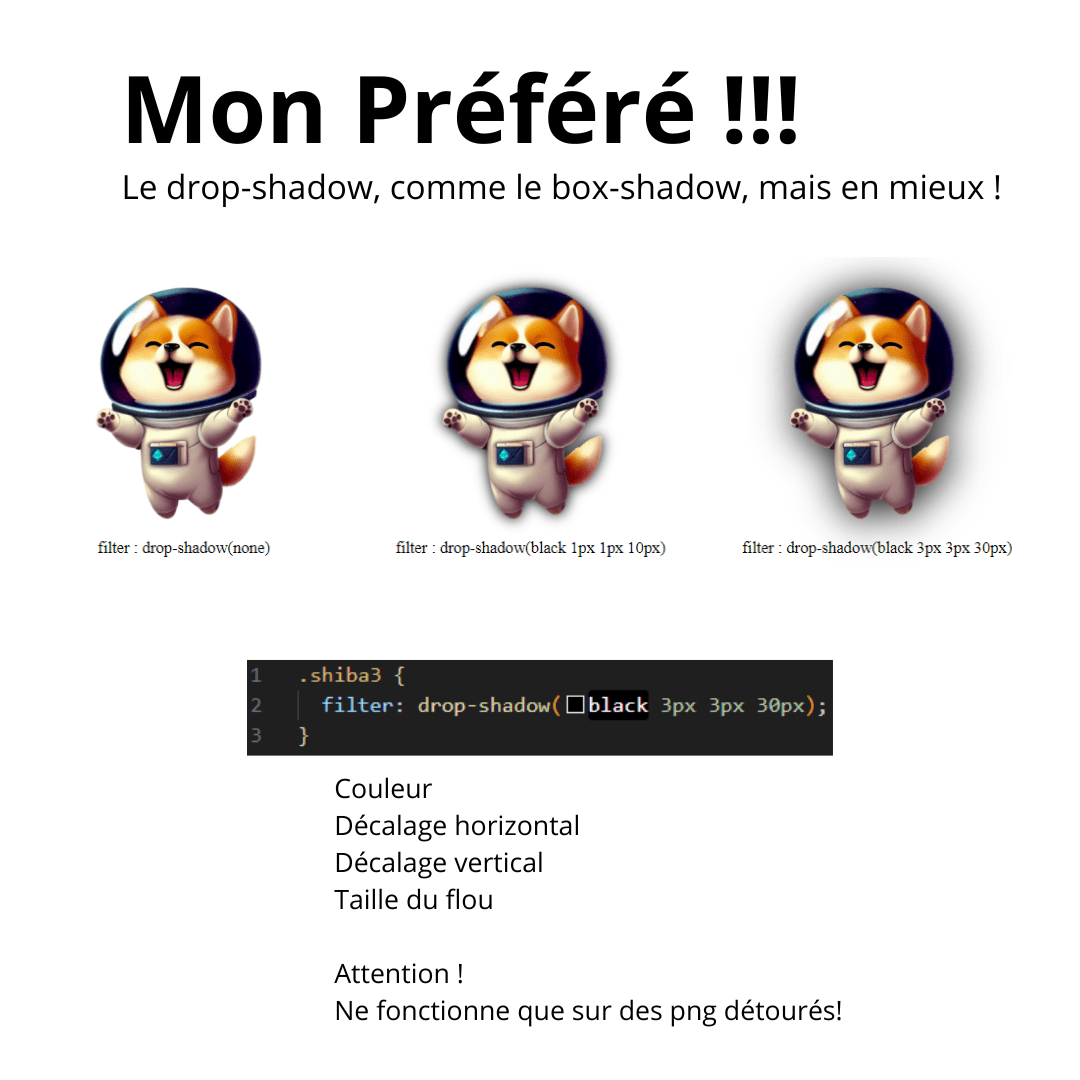 Mon Préféré !!!
Le drop-shadow, comme le box-shadow, mais en mieux !
filter : drop-shadow(none)
filter : drop-shadow(black 1px 1px 10px)
filter : drop-shadow(black 3px 3px 30px)
1 .shiba3 {
2 filter: drop-shadow(black 3px 3px 30px);
3 }
Couleur
Décalage horizontal
Décalage vertical
Taille du flou
Attention !
Ne fonctionne que sur des png détourés!